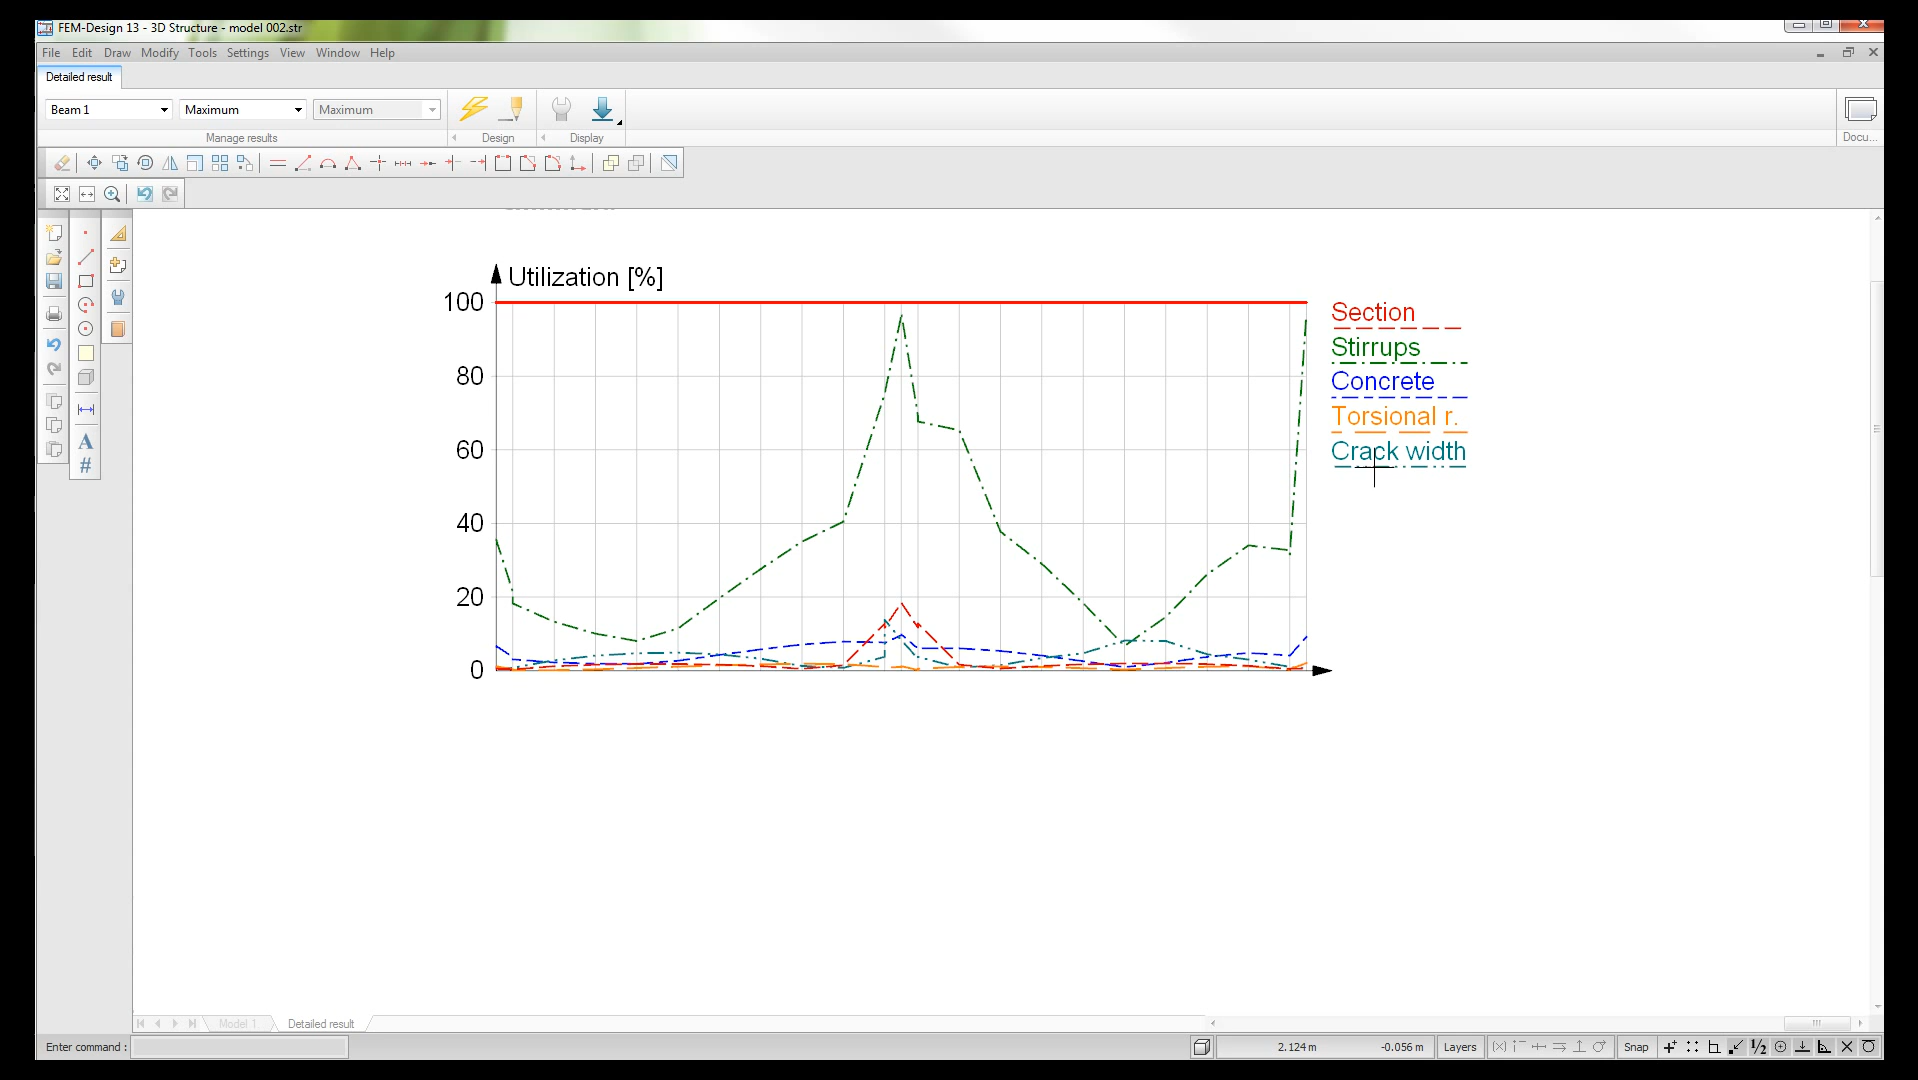 FEM-Design 13 - 3D Structure - model 002.str
File Edit Draw Modify Tools Settings View Window Help
Detailed result
Beam 1 Maximum Maximum
Manage results Design Display Docu...
Utilization [%]
100
80
60
40
20
0
Section
Stirrups
Concrete
Torsional r.
Crack width
A
#
Model 1 Detailed result
Enter command : 2.124 m -0.056 m Layers Snap 1/2